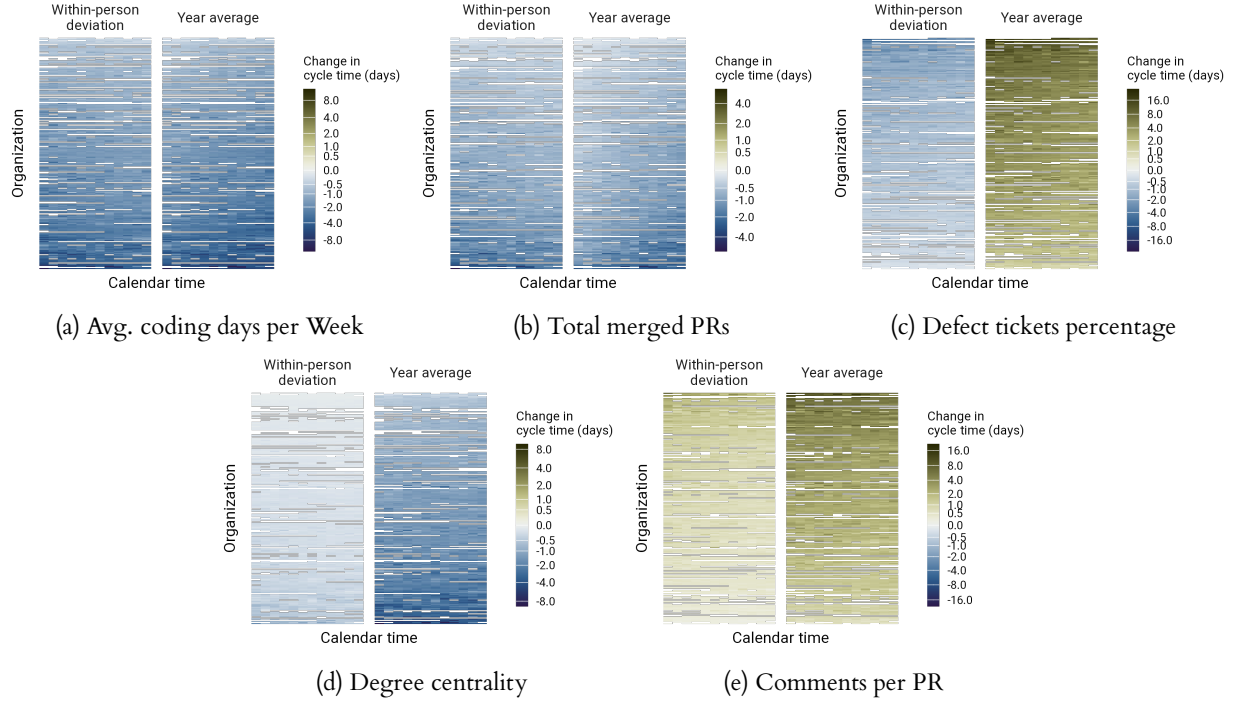 Within-person
deviation
Year average
Organization
Change in
cycle time (days)
8.0
4.0
2.0
1.0
0.5
0.0
-0.5
-1.0
-2.0
-4.0
-8.0
Calendar time
(a) Avg. coding days per Week
Within-person
deviation
Year average
Organization
Change in
cycle time (days)
4.0
2.0
1.0
0.5
0.0
-0.5
-1.0
-2.0
-4.0
Calendar time
(b) Total merged PRs
Within-person
deviation
Year average
Organization
Change in
cycle time (days)
16.0
8.0
4.0
2.0
1.0
0.5
0.0
-0.5
-1.0
-2.0
-4.0
-8.0
-16.0
Calendar time
(c) Defect tickets percentage
Within-person
deviation
Year average
Organization
Change in
cycle time (days)
8.0
4.0
2.0
1.0
0.5
0.0
-0.5
-1.0
-2.0
-4.0
-8.0
Calendar time
(d) Degree centrality
Within-person
deviation
Year average
Organization
Change in
cycle time (days)
16.0
8.0
4.0
2.0
1.0
0.5
0.0
-0.5
-1.0
-2.0
-4.0
-8.0
-16.0
Calendar time
(e) Comments per PR